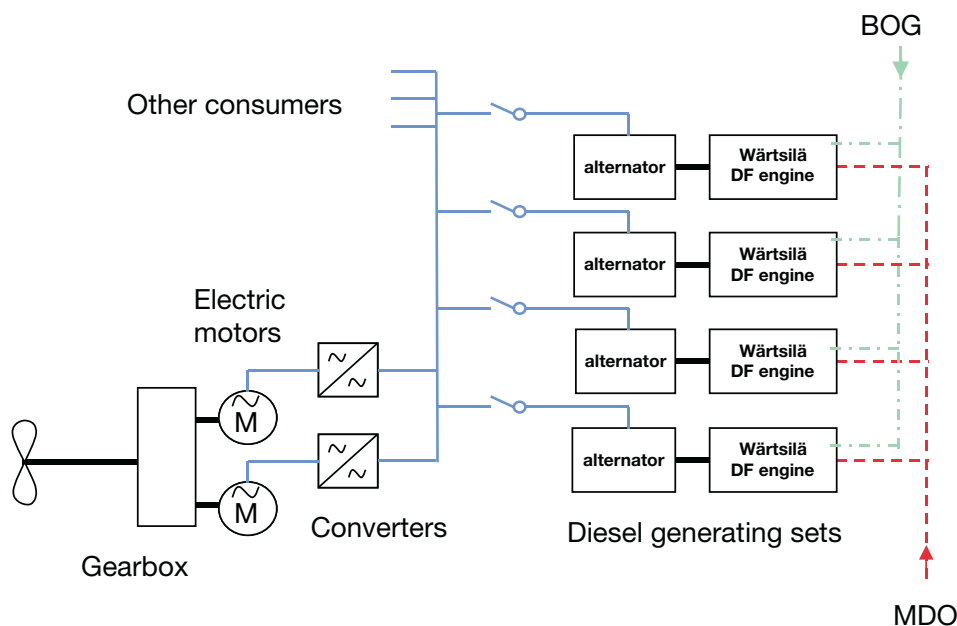 BOG
Other consumers
alternator
Wärtsilä
DF engine
alternator
Wärtsilä
DF engine
Electric
motors
alternator
Wärtsilä
DF engine
M
alternator
Wärtsilä
DF engine
M
Converters
Diesel generating sets
Gearbox
MDO